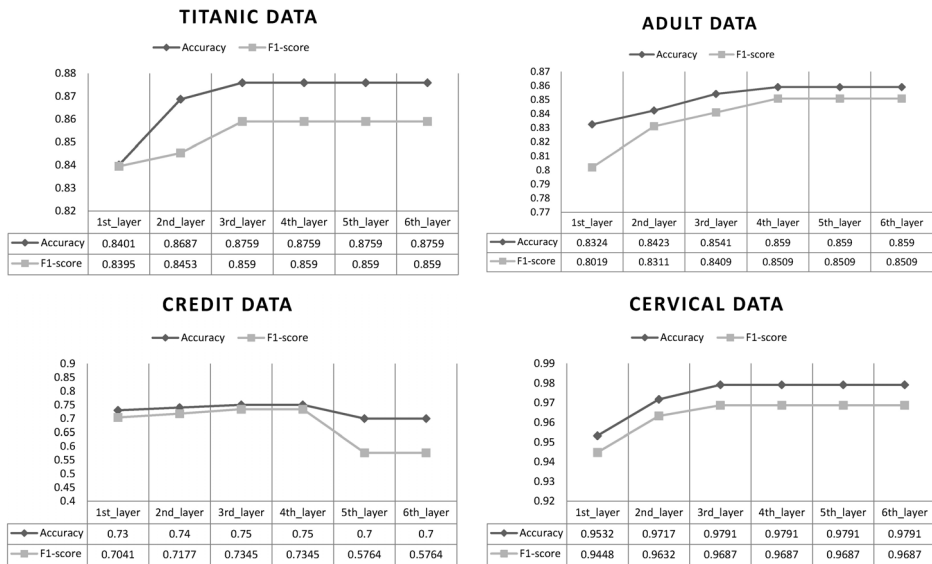 TITANIC DATA
Accuracy F1-score
0.88
0.87
0.86
0.85
0.84
0.83
0.82
1st_layer 2nd_layer 3rd_layer 4th_layer 5th_layer 6th_layer
Accuracy 0.8401 0.8687 0.8759 0.8759 0.8759 0.8759
F1-score 0.8395 0.8453 0.859 0.859 0.859 0.859
ADULT DATA
Accuracy F1-score
0.87
0.86
0.85
0.84
0.83
0.82
0.81
0.8
0.79
0.78
0.77
1st_layer 2nd_layer 3rd_layer 4th_layer 5th_layer 6th_layer
Accuracy 0.8324 0.8423 0.8541 0.859 0.859 0.859
F1-score 0.8019 0.8311 0.8409 0.8509 0.8509 0.8509
CREDIT DATA
Accuracy F1-score
0.9
0.85
0.8
0.75
0.7
0.65
0.6
0.55
0.5
0.45
0.4
1st_layer 2nd_layer 3rd_layer 4th_layer 5th_layer 6th_layer
Accuracy 0.73 0.74 0.75 0.75 0.7 0.7
F1-score 0.7041 0.7177 0.7345 0.7345 0.5764 0.5764
CERVICAL DATA
Accuracy F1-score
0.99
0.98
0.97
0.96
0.95
0.94
0.93
0.92
1st_layer 2nd_layer 3rd_layer 4th_layer 5th_layer 6th_layer
Accuracy 0.9532 0.9717 0.9791 0.9791 0.9791 0.9791
F1-score 0.9448 0.9632 0.9687 0.9687 0.9687 0.9687